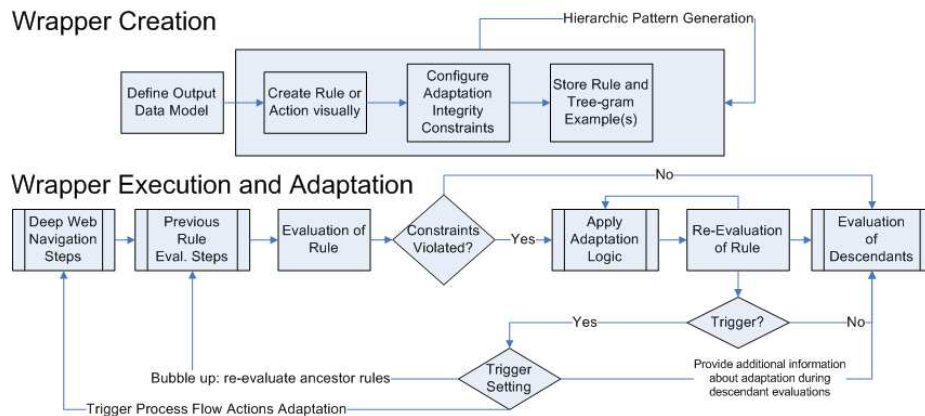 Wrapper Creation
Hierarchic Pattern Generation
Define Output
Data Model
Create Rule or
Action visually
Configure
Adaptation
Integrity
Constraints
Store Rule and
Tree-gram
Example(s)
Wrapper Execution and Adaptation
No
Deep Web
Navigation
Steps
Previous
Rule
Eval. Steps
Evaluation of
Rule
Constraints
Violated?
Yes
Apply
Adaptation
Logic
Re-Evaluation
of Rule
Evaluation
of
Descendants
Trigger?
Yes
No
Trigger
Setting
Bubble up: re-evaluate ancestor rules
Provide additional information
about adaptation during
descendant evaluations
Trigger Process Flow Actions Adaptation